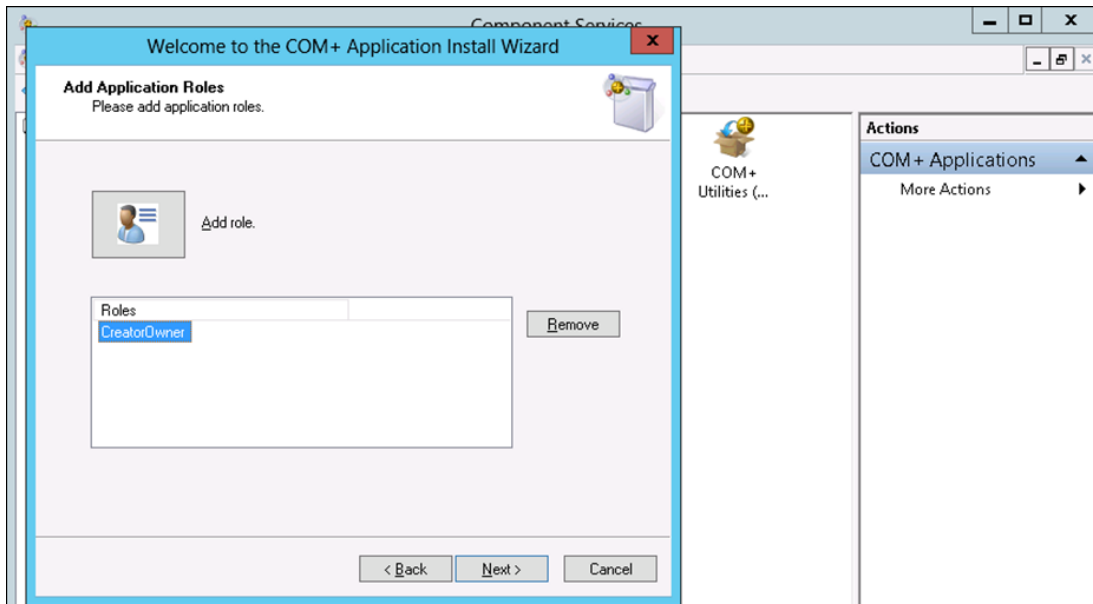 Component Services
Welcome to the COM+ Application Install Wizard
x
Add Application Roles
Please add application roles.
Add role.
Roles
CreatorOwner
Remove
< Back
Next >
Cancel
COM+
Utilities (...
Actions
COM+ Applications
More Actions